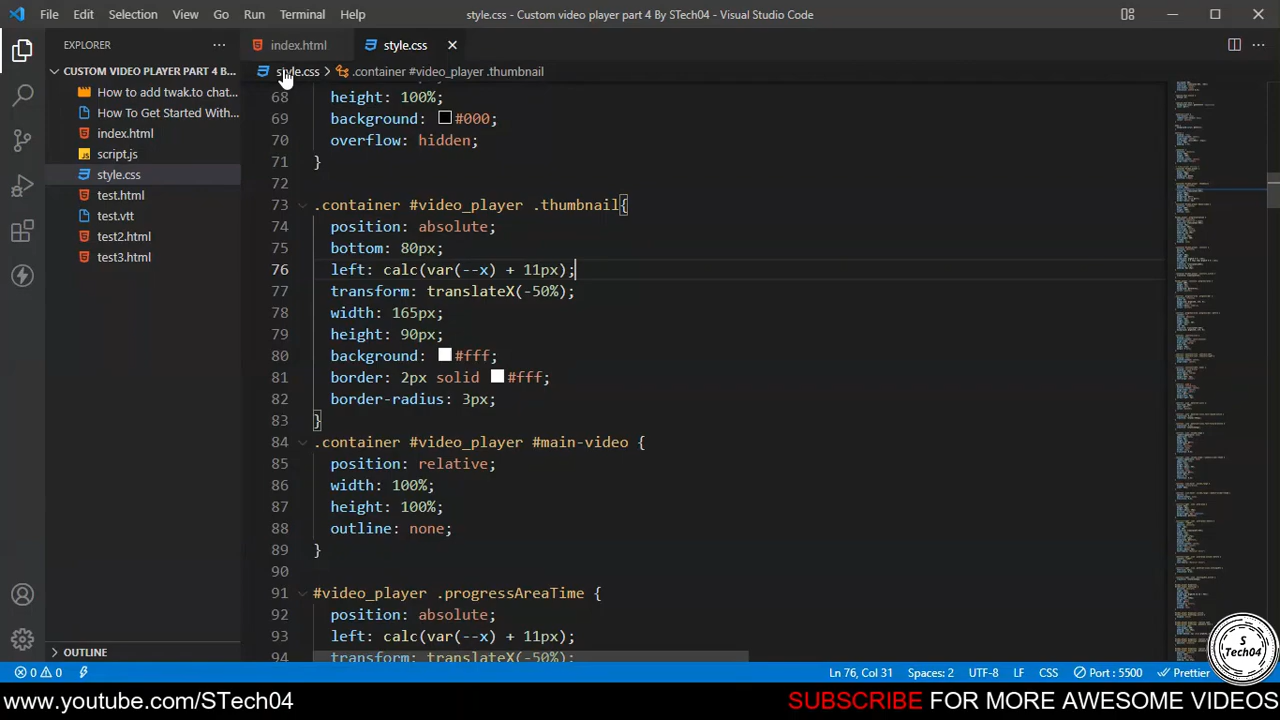 File Edit Selection View Go Run Terminal Help style.css - Custom video player part 4 By STech04 - Visual Studio Code
EXPLORER
index.html
style.css
CUSTOM VIDEO PLAYER PART 4 B...
style.css > .container #video_player .thumbnail
How to add twak.to chat...
How To Get Started With...
index.html
script.js
style.css
test.html
test.vtt
test2.html
test3.html
68 height: 100%;
69 background: #000;
70 overflow: hidden;
71 }
72
73 .container #video_player .thumbnail{
74 position: absolute;
75 bottom: 80px;
76 left: calc(var(--x) + 11px);
77 transform: translateX(-50%);
78 width: 165px;
79 height: 90px;
80 background: #fff;
81 border: 2px solid #fff;
82 border-radius: 3px;
83 }
84 .container #video_player #main-video {
85 position: relative;
86 width: 100%;
87 height: 100%;
88 outline: none;
89 }
90
91 #video_player .progressAreaTime {
92 position: absolute;
93 left: calc(var(--x) + 11px);
94 transform: translateX(-50%);
OUTLINE
S
Tech04
0 0 Ln 76, Col 31 Spaces: 2 UTF-8 LF CSS Port : 5500 Prettier
www.youtube.com/STech04 SUBSCRIBE FOR MORE AWESOME VIDEOS